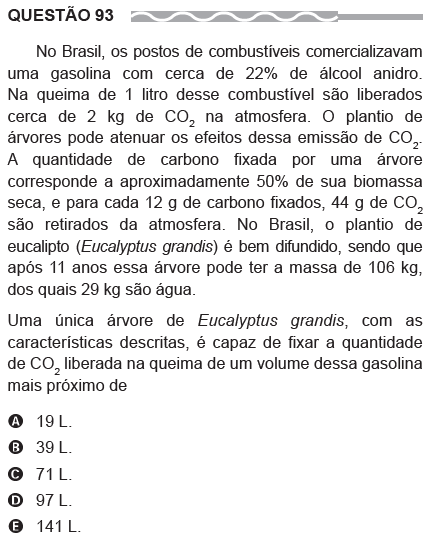 QUESTÃO 93
No Brasil, os postos de combustíveis comercializavam
uma gasolina com cerca de 22% de álcool anidro.
Na queima de 1 litro desse combustível são liberados
cerca de 2 kg de CO₂ na atmosfera. O plantio de
árvores pode atenuar os efeitos dessa emissão de CO₂.
A quantidade de carbono fixada por uma árvore
corresponde a aproximadamente 50% de sua biomassa
seca, e para cada 12 g de carbono fixados, 44 g de CO₂
são retirados da atmosfera. No Brasil, o plantio de
eucalipto (Eucalyptus grandis) é bem difundido, sendo que
após 11 anos essa árvore pode ter a massa de 106 kg,
dos quais 29 kg são água.
Uma única árvore de Eucalyptus grandis, com as
características descritas, é capaz de fixar a quantidade
de CO₂ liberada na queima de um volume dessa gasolina
mais próximo de
A 19 L.
B 39 L.
C 71 L.
D 97 L.
E 141 L.